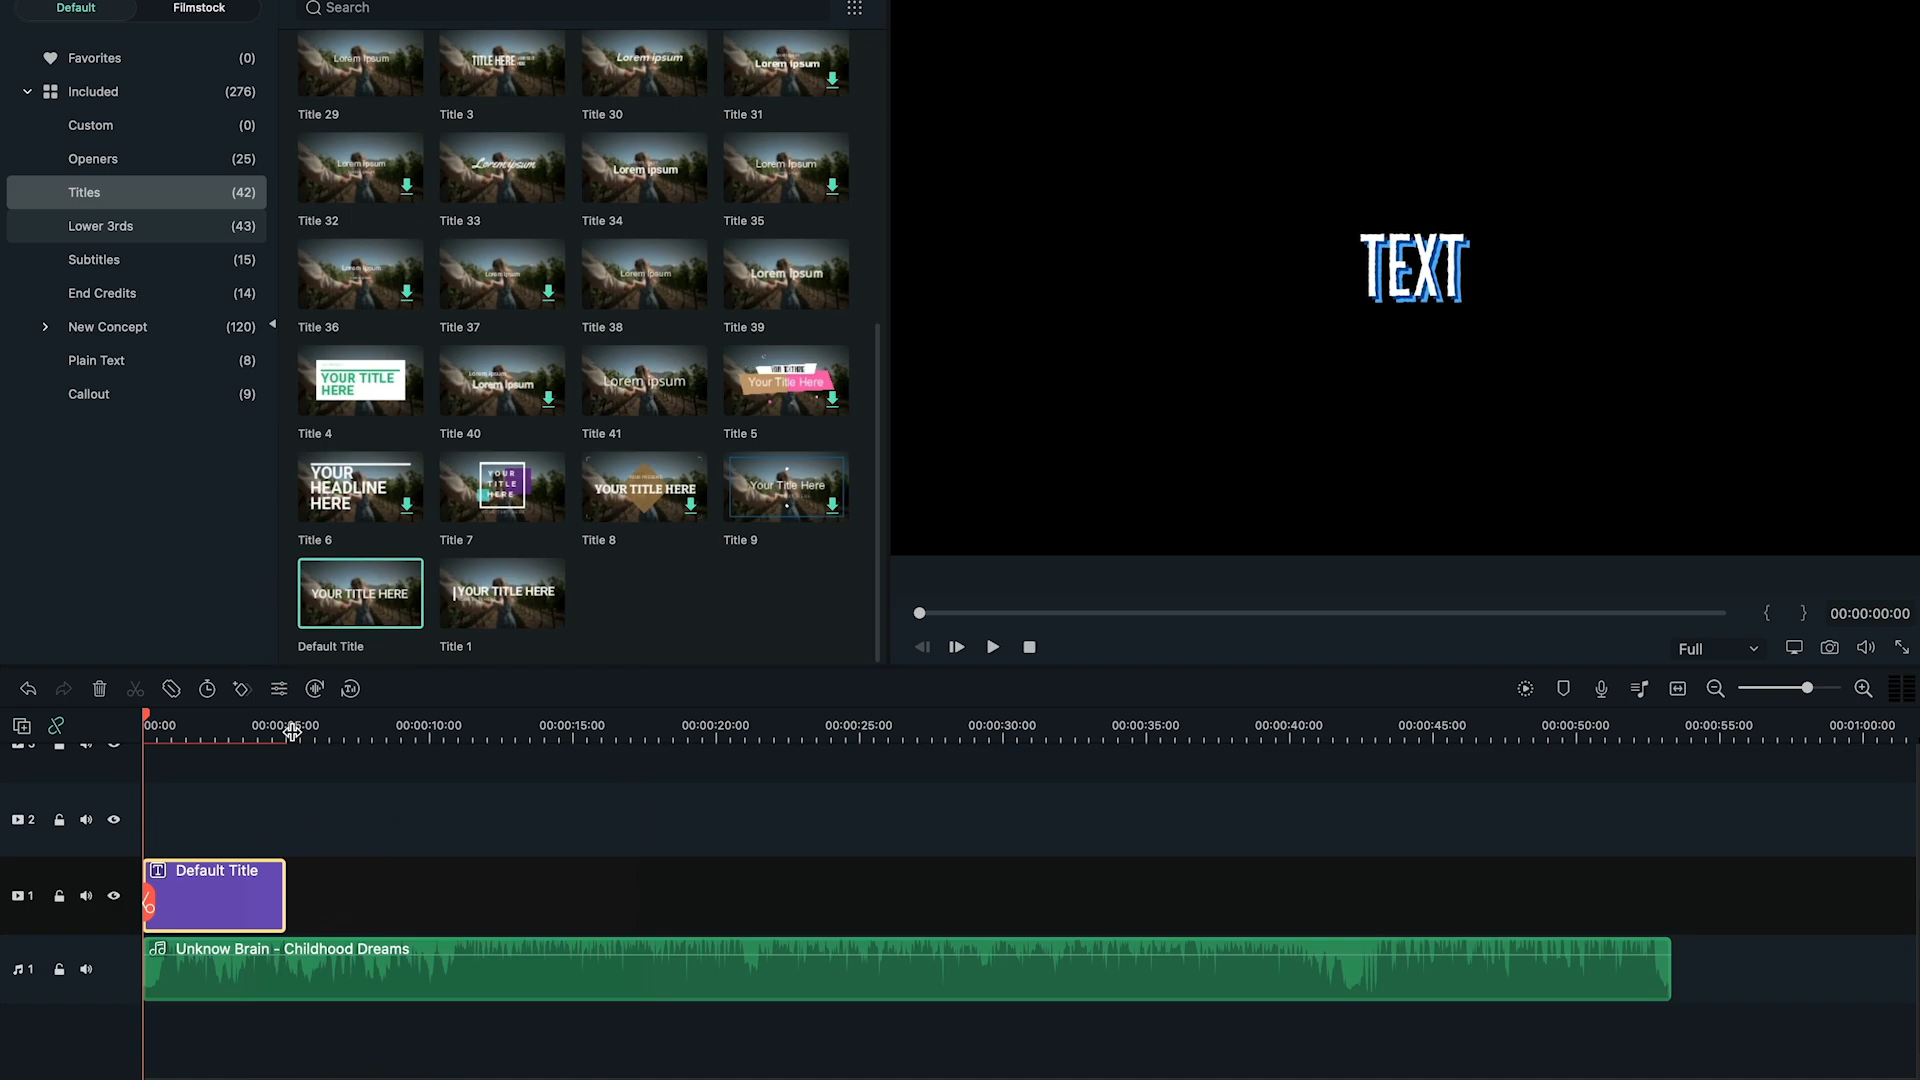 Default
Filmstock
Search
Favorites (0)
Included (276)
Custom (0)
Openers (25)
Titles (42)
Lower 3rds (43)
Subtitles (15)
End Credits (14)
New Concept (120)
Plain Text (8)
Callout (9)
Lorem Ipsum
TITLE HERE
Lorem ipsum
Lorem Ipsum
Title 29
Title 3
Title 30
Title 31
Lorem Ipsum
Lorem ipsum
Lorem ipsum
Lorem Ipsum
Title 32
Title 33
Title 34
Title 35
Lorem Ipsum
Lorem Ipsum
Lorem ipsum
Lorem Ipsum
Title 36
Title 37
Title 38
Title 39
YOUR TITLE
HERE
Lorem Ipsum
Lorem Ipsum
Lorem ipsum
YOUR TEXT HERE
Your Title Here
Title 4
Title 40
Title 41
Title 5
YOUR
HEADLINE
HERE
YOUR
TITLE
HERE
YOUR TITLE HERE
Your Title Here
Title 6
Title 7
Title 8
Title 9
YOUR TITLE HERE
YOUR TITLE HERE
Default Title
Title 1
TEXT
00:00:00:00
Full
00:00
00:00:05:00
00:00:10:00
00:00:15:00
00:00:20:00
00:00:25:00
00:00:30:00
00:00:35:00
00:00:40:00
00:00:45:00
00:00:50:00
00:00:55:00
00:01:00:00
2
1
Default Title
1
Unknow Brain - Childhood Dreams